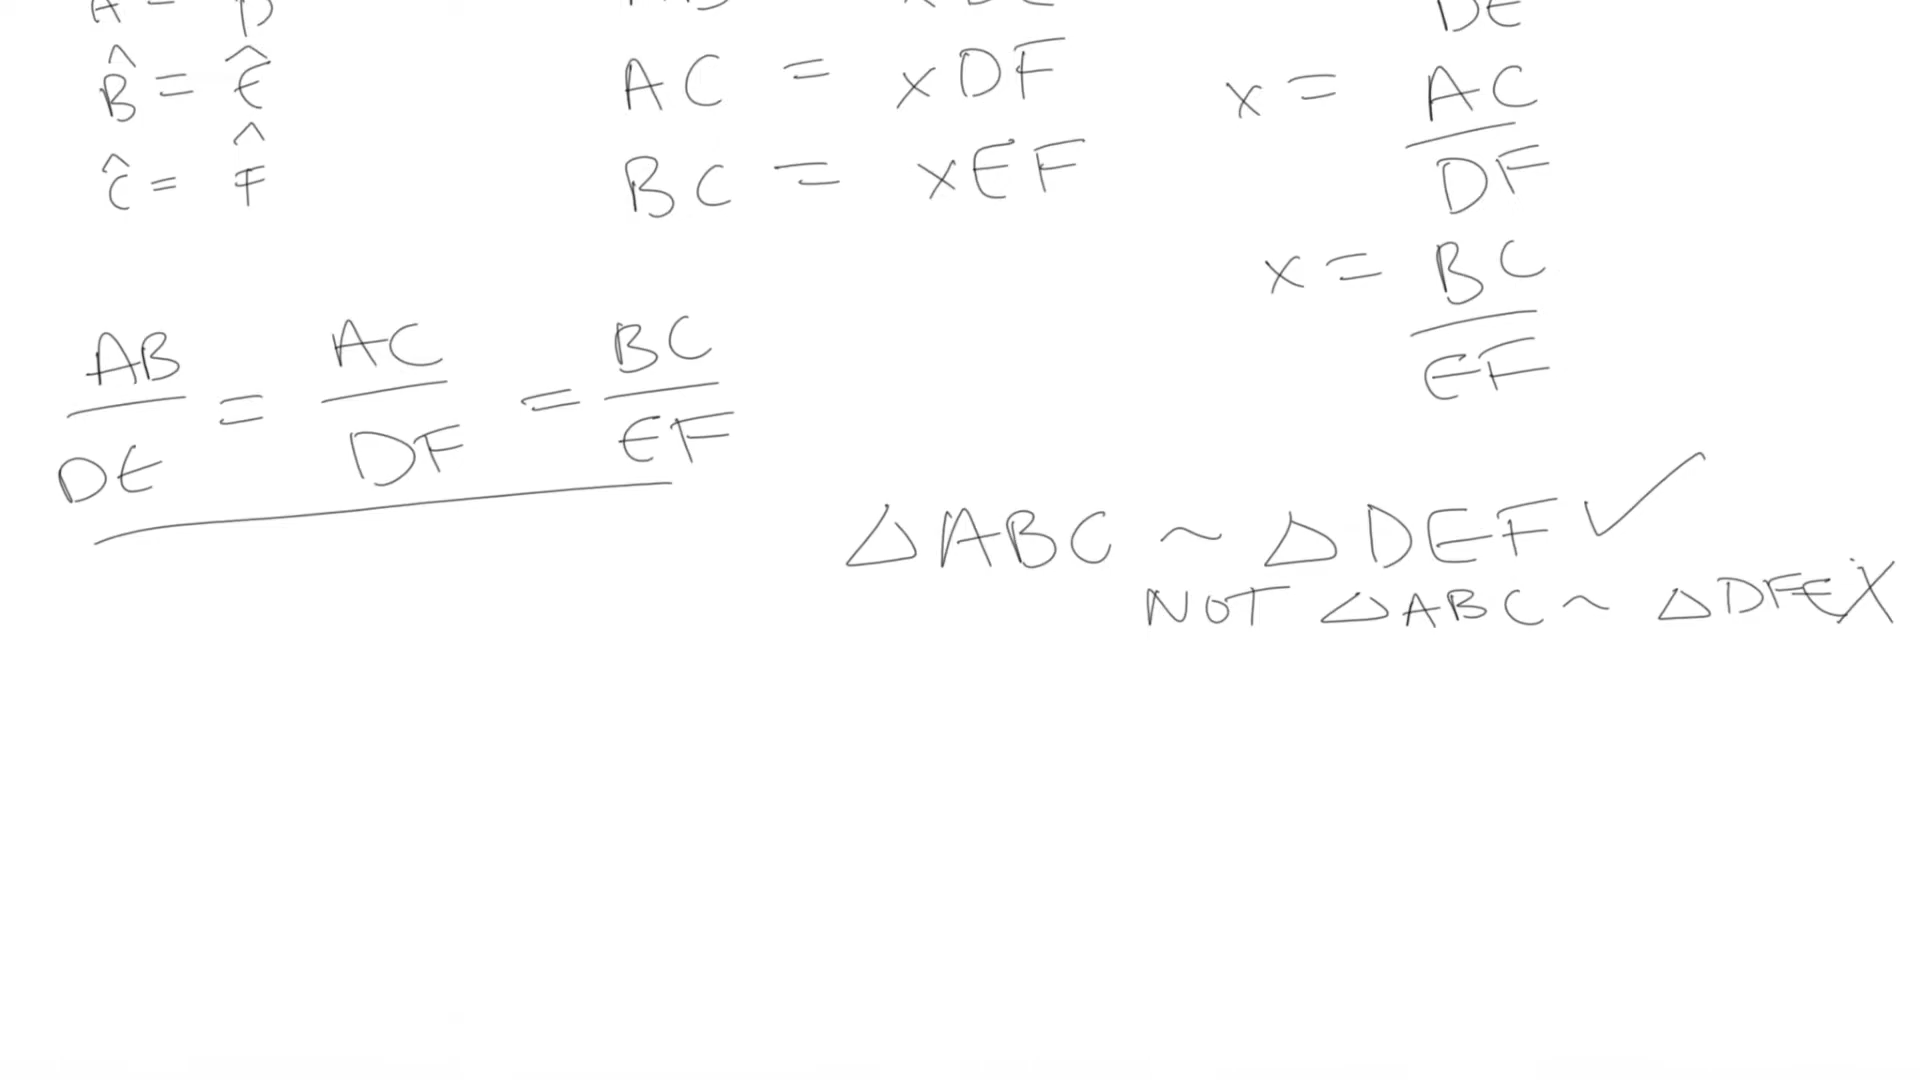 Â = D
B̂ = Ê
Ĉ = F̂
AC = xDF
BC = xEF
DE
x = AC
DF
x = BC
EF
AB/DE = AC/DF = BC/EF
△ABC ~ △DEF ✓
NOT △ABC ~ △DFE X